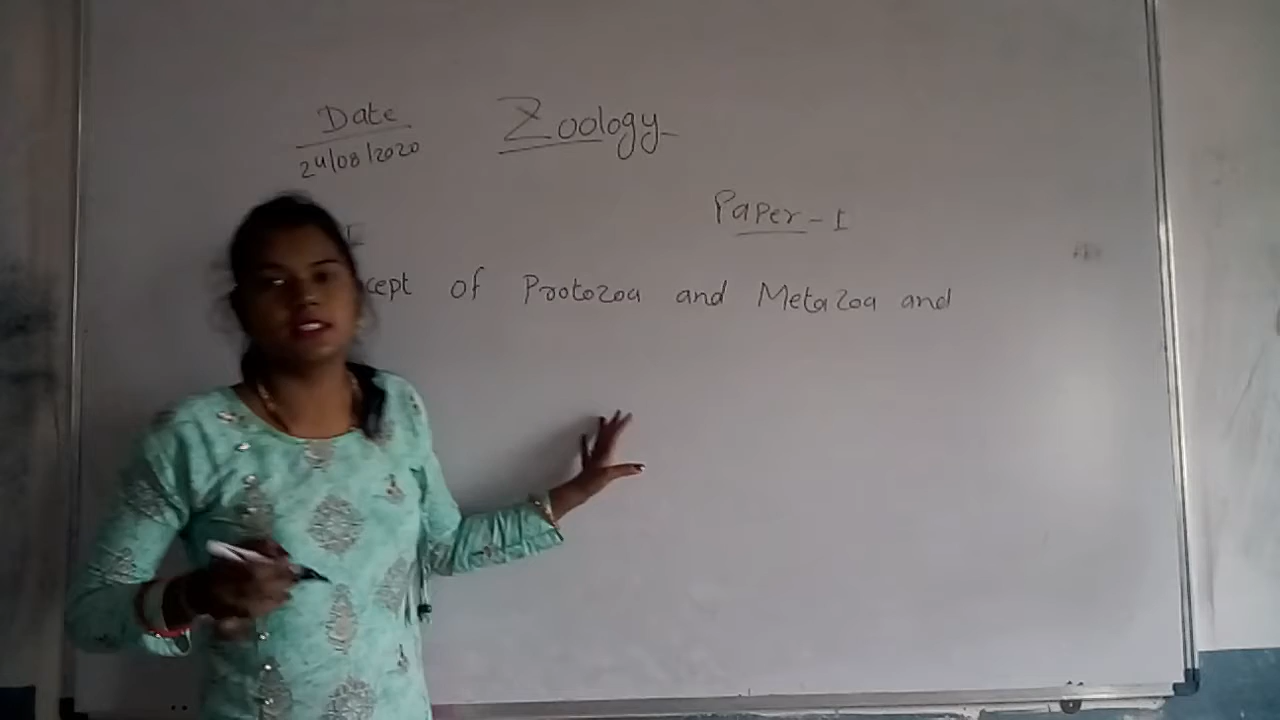 Date
Zoology
24/08/2020
Paper - I
cept of Protozoa and Metazoa and